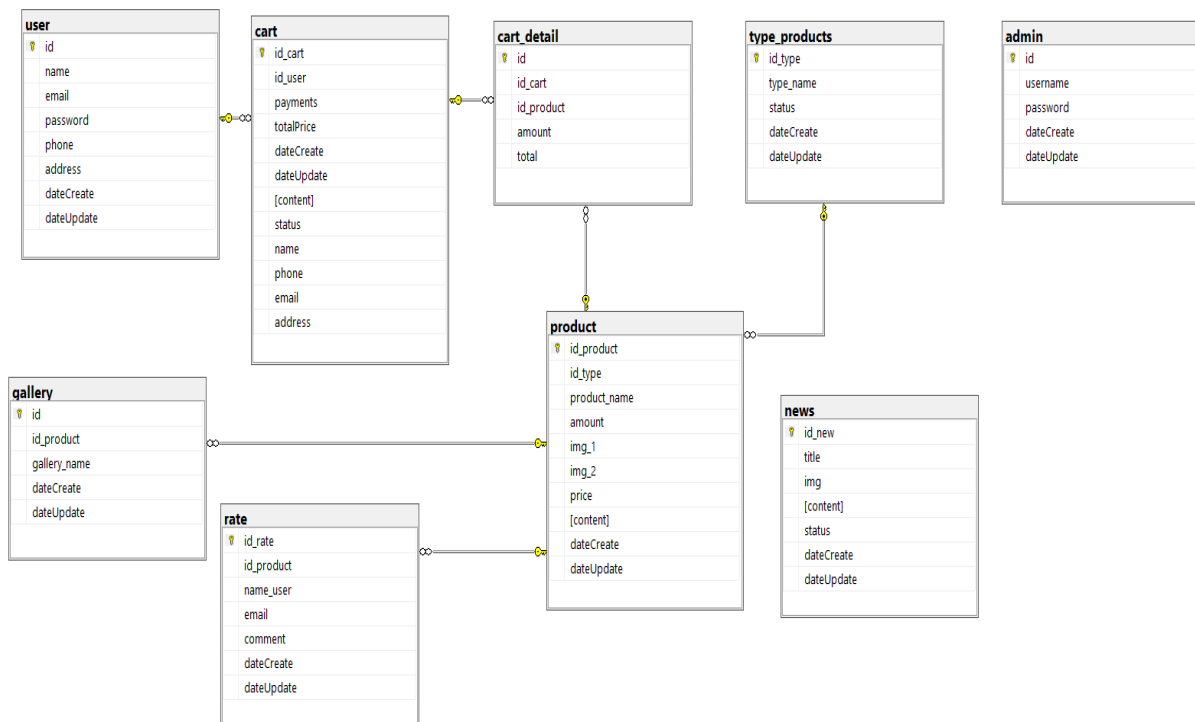 user
id
name
email
password
phone
address
dateCreate
dateUpdate
cart
id_cart
id_user
payments
totalPrice
dateCreate
dateUpdate
[content]
status
name
phone
email
address
cart_detail
id
id_cart
id_product
amount
total
type_products
id_type
type_name
status
dateCreate
dateUpdate
admin
id
username
password
dateCreate
dateUpdate
product
id_product
id_type
product_name
amount
img_1
img_2
price
[content]
dateCreate
dateUpdate
gallery
id
id_product
gallery_name
dateCreate
dateUpdate
rate
id_rate
id_product
name_user
email
comment
dateCreate
dateUpdate
news
id_new
title
img
[content]
status
dateCreate
dateUpdate